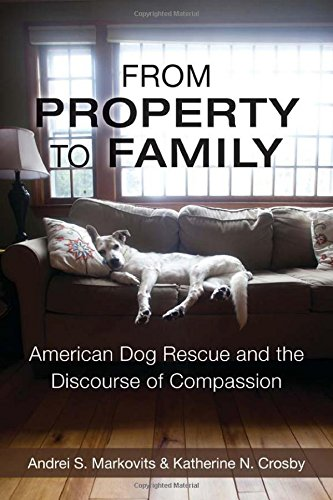 FROM
PROPERTY
TO FAMILY
American Dog Rescue and the
Discourse of Compassion
Andrei S. Markovits & Katherine N. Crosby